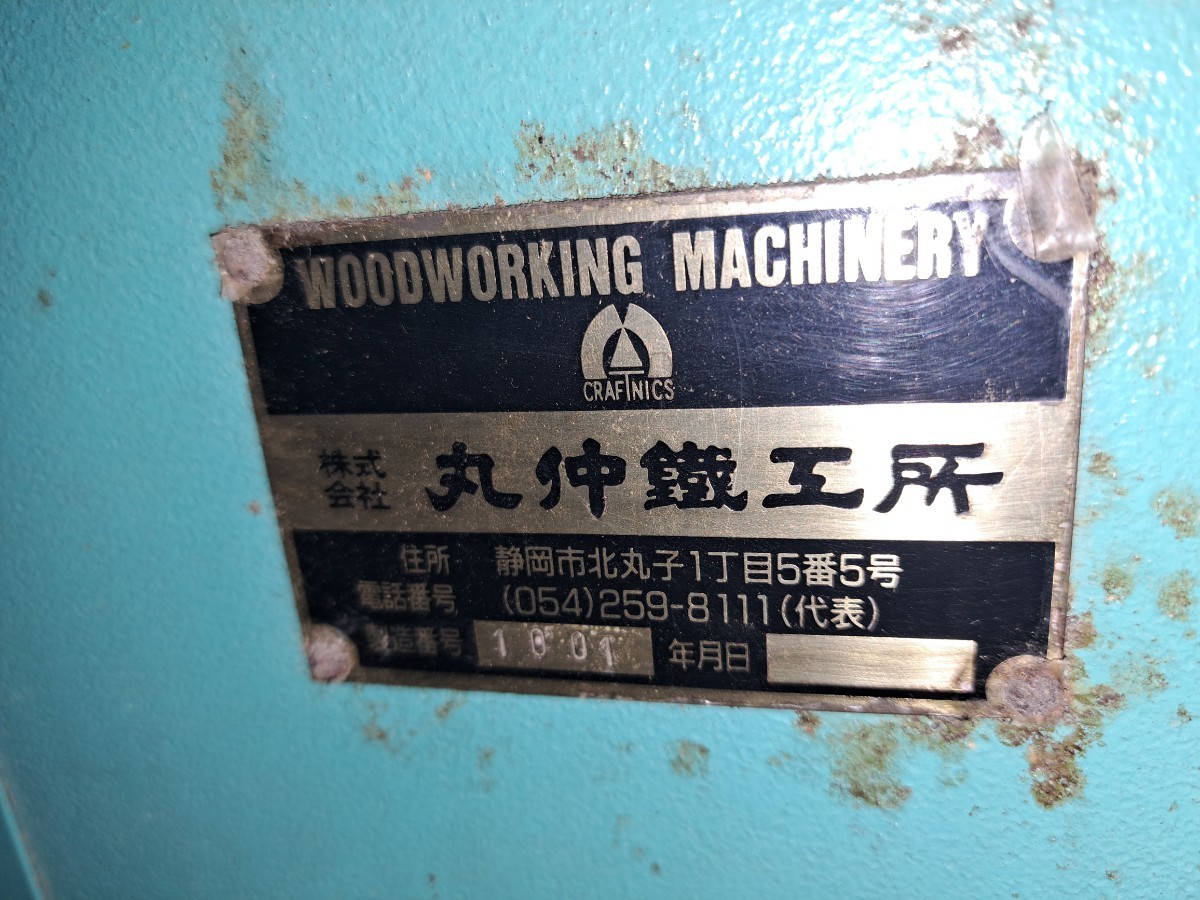 WOODWORKING MACHINERY
CRAFTNICS
株式会社 丸仲鐵工所
住所 静岡市北丸子1丁目5番5号
電話番号 (054)259-8111(代表)
製造番号 1001 年月日